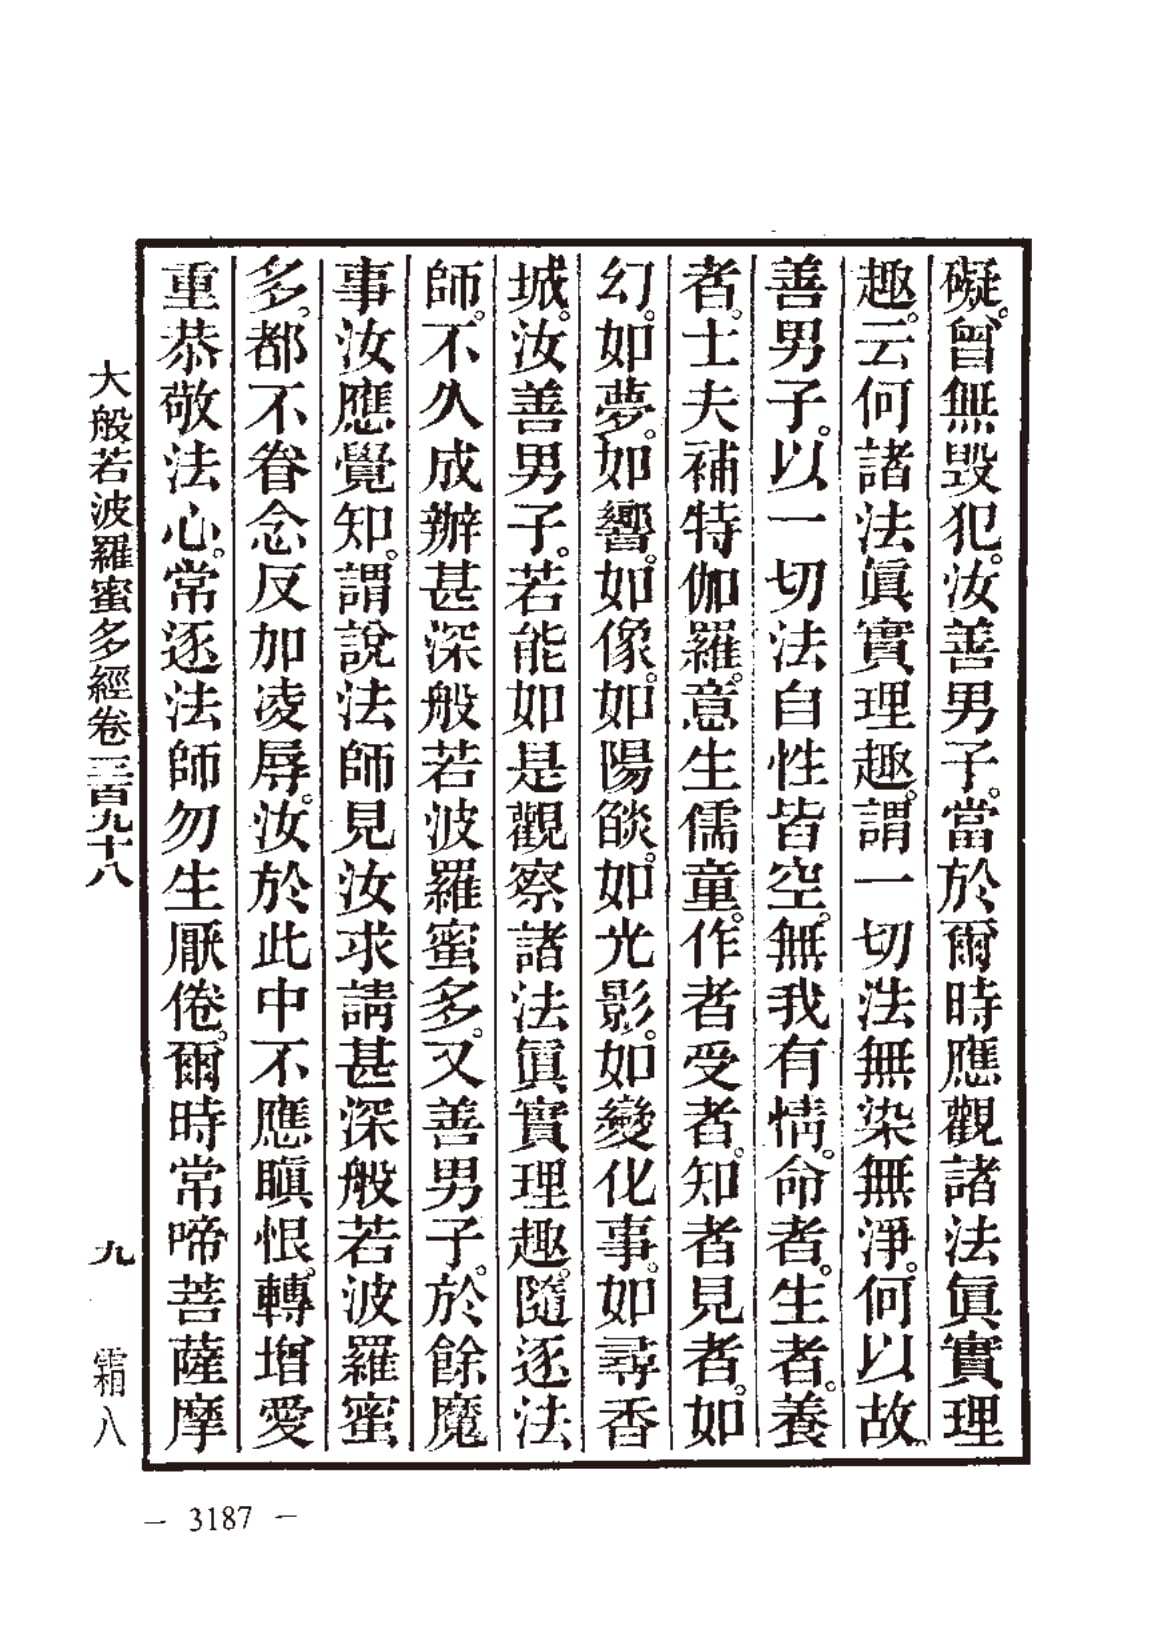 礙。曾無毀犯。汝善男子。當於爾時應觀諸法眞實理
趣。云何諸法眞實理趣。謂一切法無染無淨。何以故。
善男子。以一切法自性皆空。無我有情。命者。生者。養
者。士夫補特伽羅。意生儒童。作者受者。知者見者。如
幻。如夢。如響。如像。如陽燄。如光影。如變化事。如尋香
城。汝善男子。若能如是觀察諸法眞實理趣。隨逐法
師。不久成辦甚深般若波羅蜜多。又善男子。於餘魔
事汝應覺知。謂說法師見汝求請甚深般若波羅蜜
多。都不眷念反加凌辱。汝於此中不應瞋恨。轉增愛
重恭敬法心。常逐法師勿生厭倦。爾時常啼菩薩摩
大般若波羅蜜多經卷三百九十八 九 霜八
— 3187 —